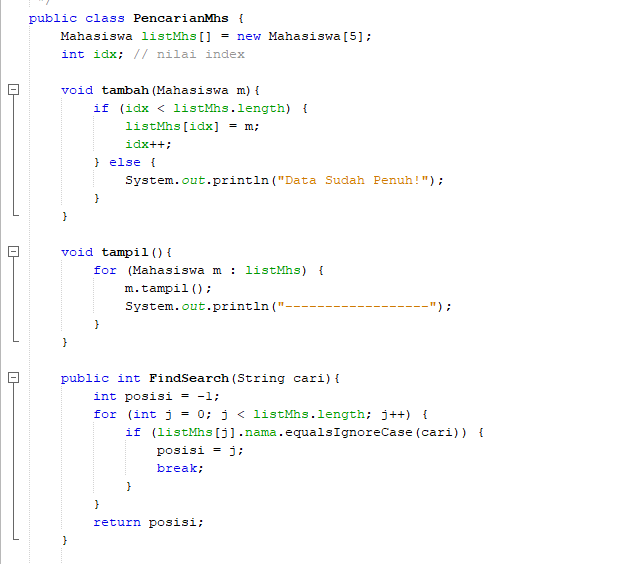 */
public class PencarianMhs {
    Mahasiswa listMhs[] = new Mahasiswa[5];
    int idx; // nilai index

    void tambah(Mahasiswa m){
        if (idx < listMhs.length) {
            listMhs[idx] = m;
            idx++;
        } else {
            System.out.println("Data Sudah Penuh!");
        }
    }

    void tampil(){
        for (Mahasiswa m : listMhs) {
            m.tampil();
            System.out.println("------------------");
        }
    }

    public int FindSearch(String cari){
        int posisi = -1;
        for (int j = 0; j < listMhs.length; j++) {
            if (listMhs[j].nama.equalsIgnoreCase(cari)) {
                posisi = j;
                break;
            }
        }
        return posisi;
    }